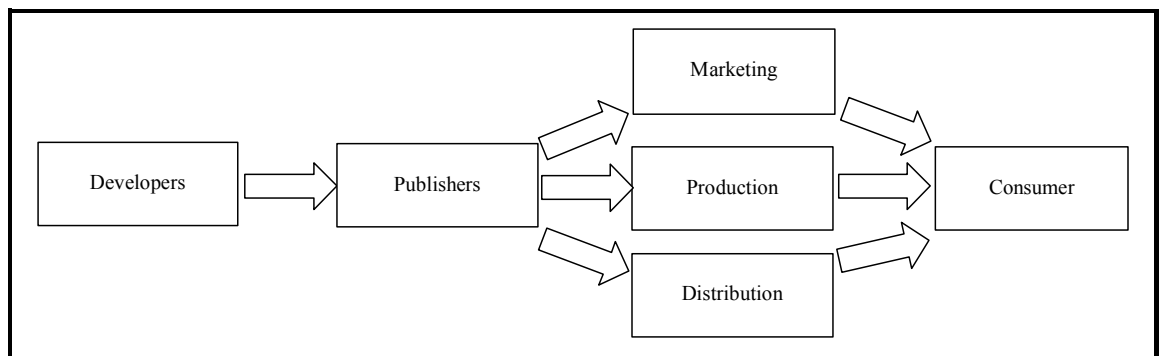 Developers
Publishers
Marketing
Production
Distribution
Consumer